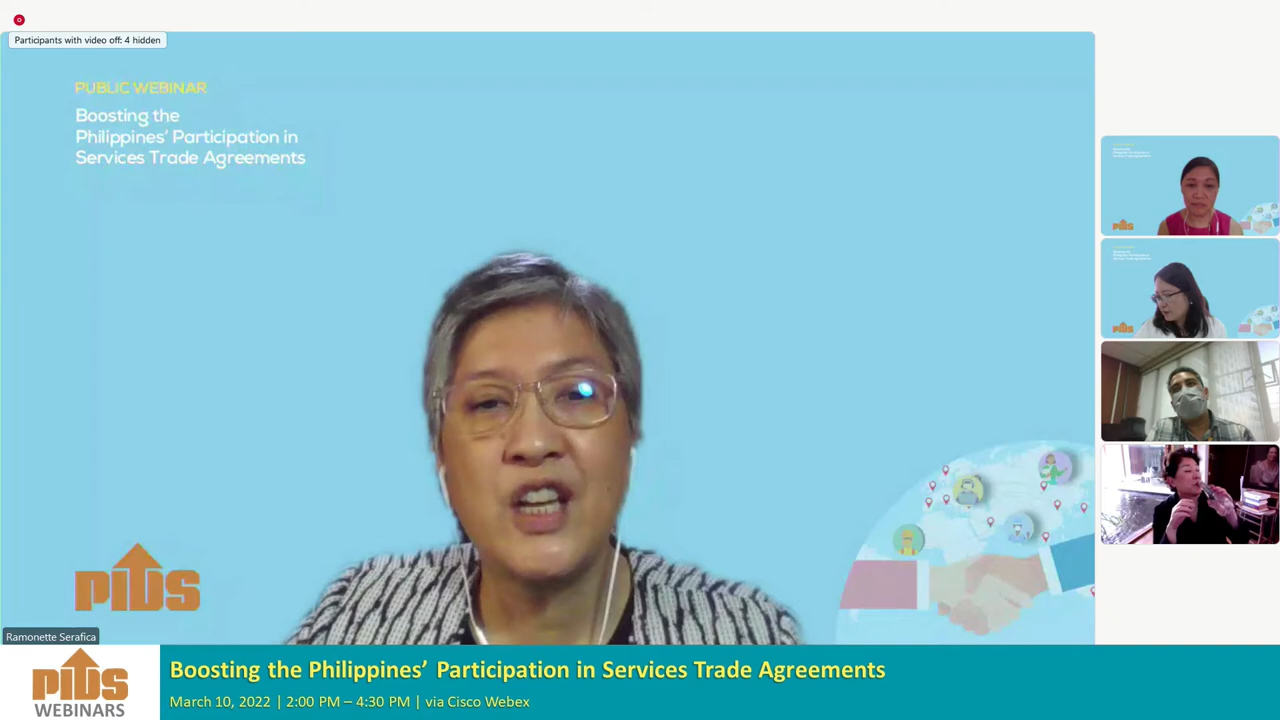 Participants with video off: 4 hidden
PUBLIC WEBINAR
Boosting the
Philippines' Participation in
Services Trade Agreements
PIDS
Ramonette Serafica
PIDS
WEBINARS
Boosting the Philippines' Participation in Services Trade Agreements
March 10, 2022 | 2:00 PM – 4:30 PM | via Cisco Webex
PIDS
PIDS